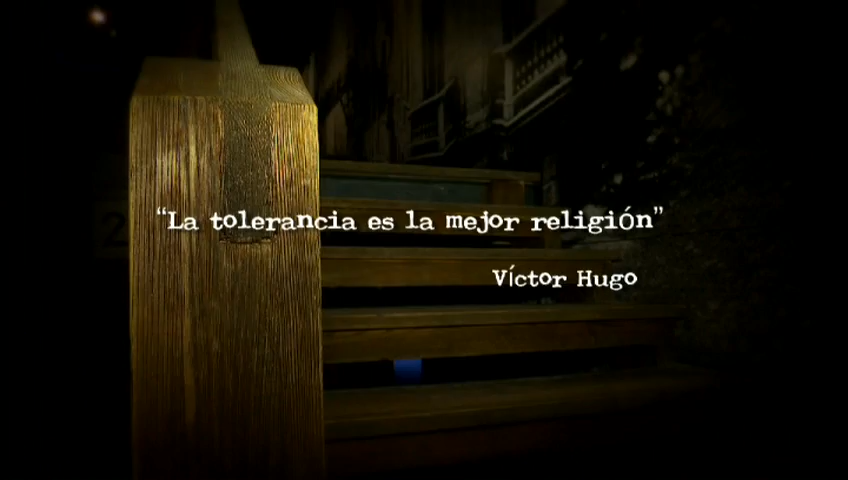 “La tolerancia es la mejor religión”
Víctor Hugo